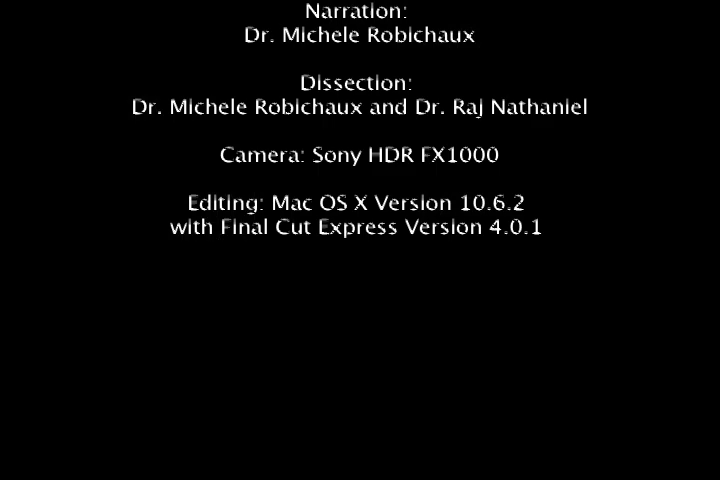 Narration:
Dr. Michele Robichaux
Dissection:
Dr. Michele Robichaux and Dr. Raj Nathaniel
Camera: Sony HDR FX1000
Editing: Mac OS X Version 10.6.2
with Final Cut Express Version 4.0.1